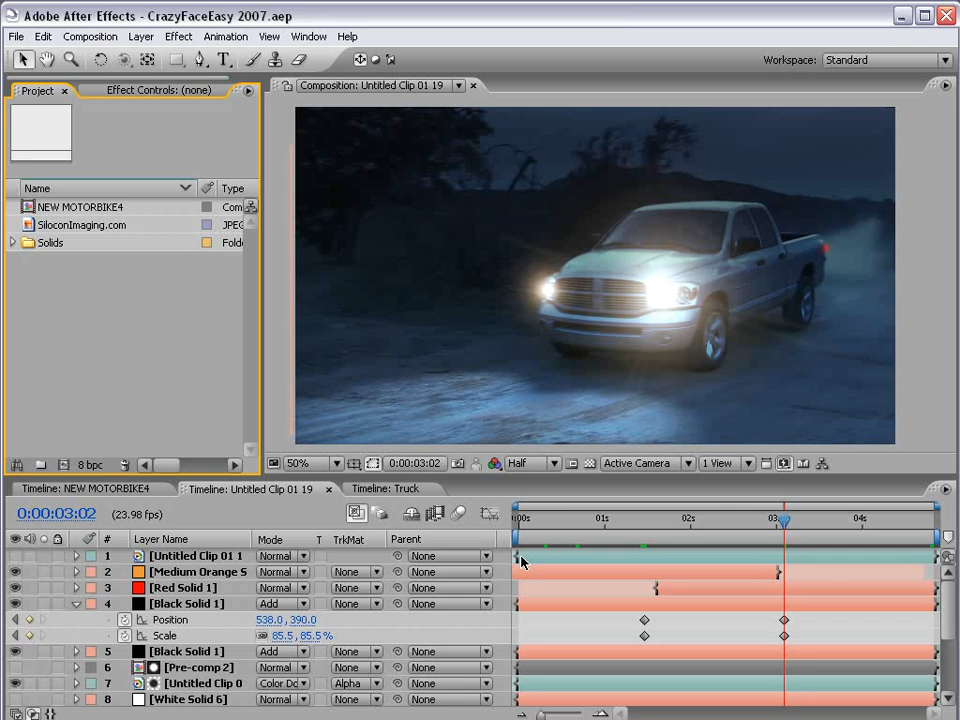 Adobe After Effects - CrazyFaceEasy 2007.aep
File Edit Composition Layer Effect Animation View Window Help
Workspace: Standard
Project Effect Controls: (none)
Composition: Untitled Clip 01 19
Name Type
NEW MOTORBIKE4 Com
SiloconImaging.com JPEG
Solids Folde
8 bpc
50% 0:00:03:02 Half Active Camera 1 View
Timeline: NEW MOTORBIKE4 Timeline: Untitled Clip 01 19 Timeline: Truck
0:00:03:02 (23.98 fps)
# Layer Name Mode T TrkMat Parent
:00s 01s 02s 03s 04s
1 [Untitled Clip 01 1 Normal None
2 [Medium Orange S Normal None None
3 [Red Solid 1] Normal None None
4 [Black Solid 1] Add None None
Position 538.0, 390.0
Scale 85.5, 85.5 %
5 [Black Solid 1] Add None None
6 [Pre-comp 2] Normal None None
7 [Untitled Clip 0 Color Dc Alpha None
8 [White Solid 6] Normal None None